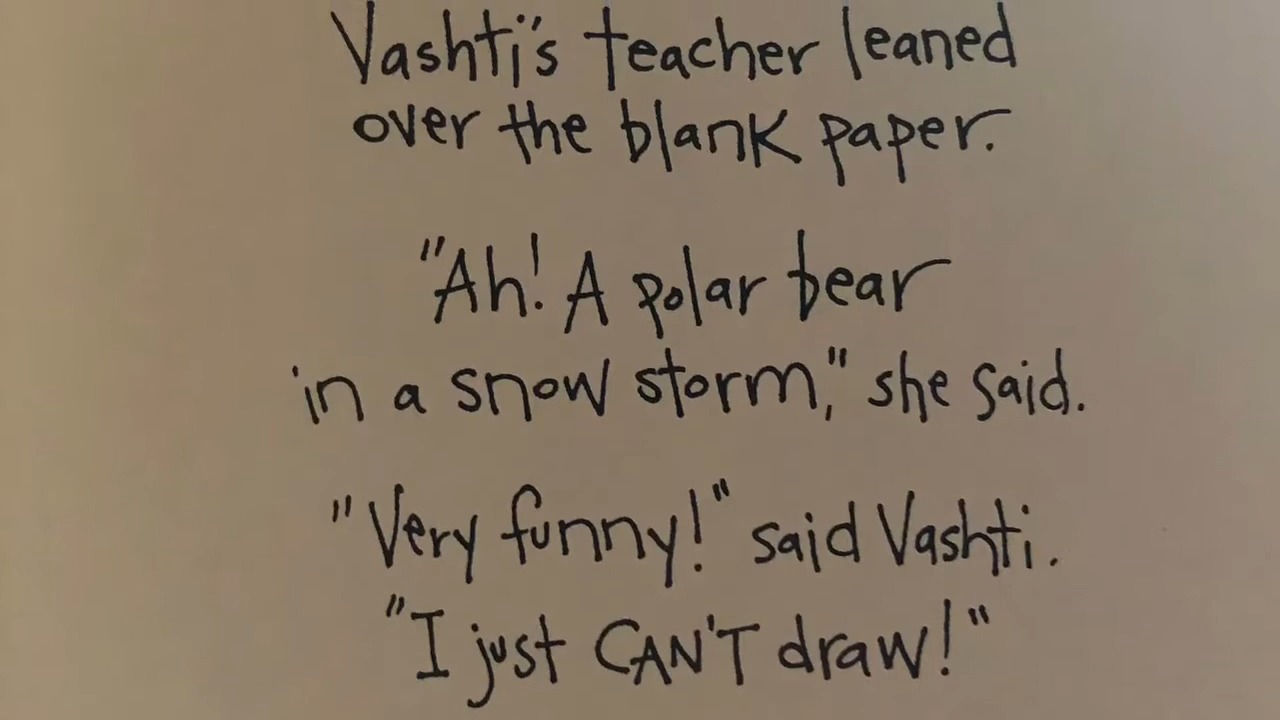 Vashti's teacher leaned
over the blank paper.
"Ah! A polar bear
in a snow storm," she said.
"Very funny!" said Vashti.
"I just CAN'T draw!"